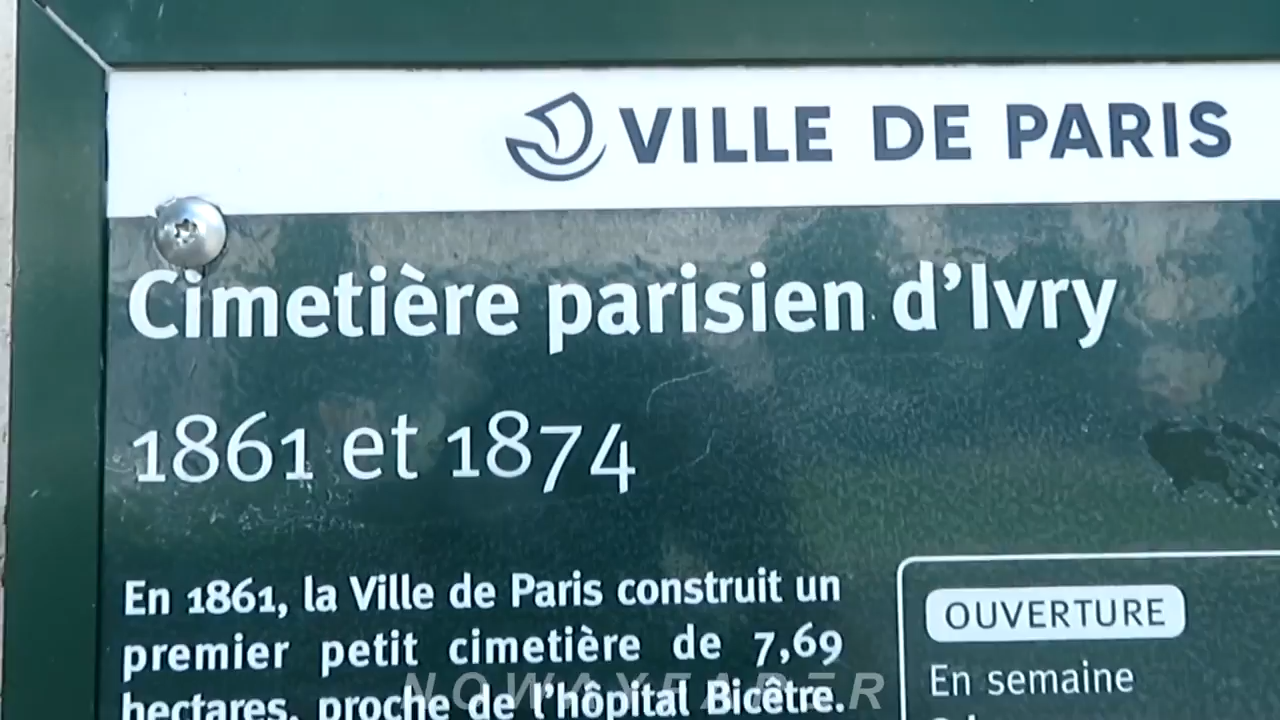 VILLE DE PARIS
Cimetière parisien d'Ivry
1861 et 1874
En 1861, la Ville de Paris construit un
premier petit cimetière de 7,69
hectares, proche de l'hôpital Bicêtre.
OUVERTURE
En semaine
NOWAYFADER